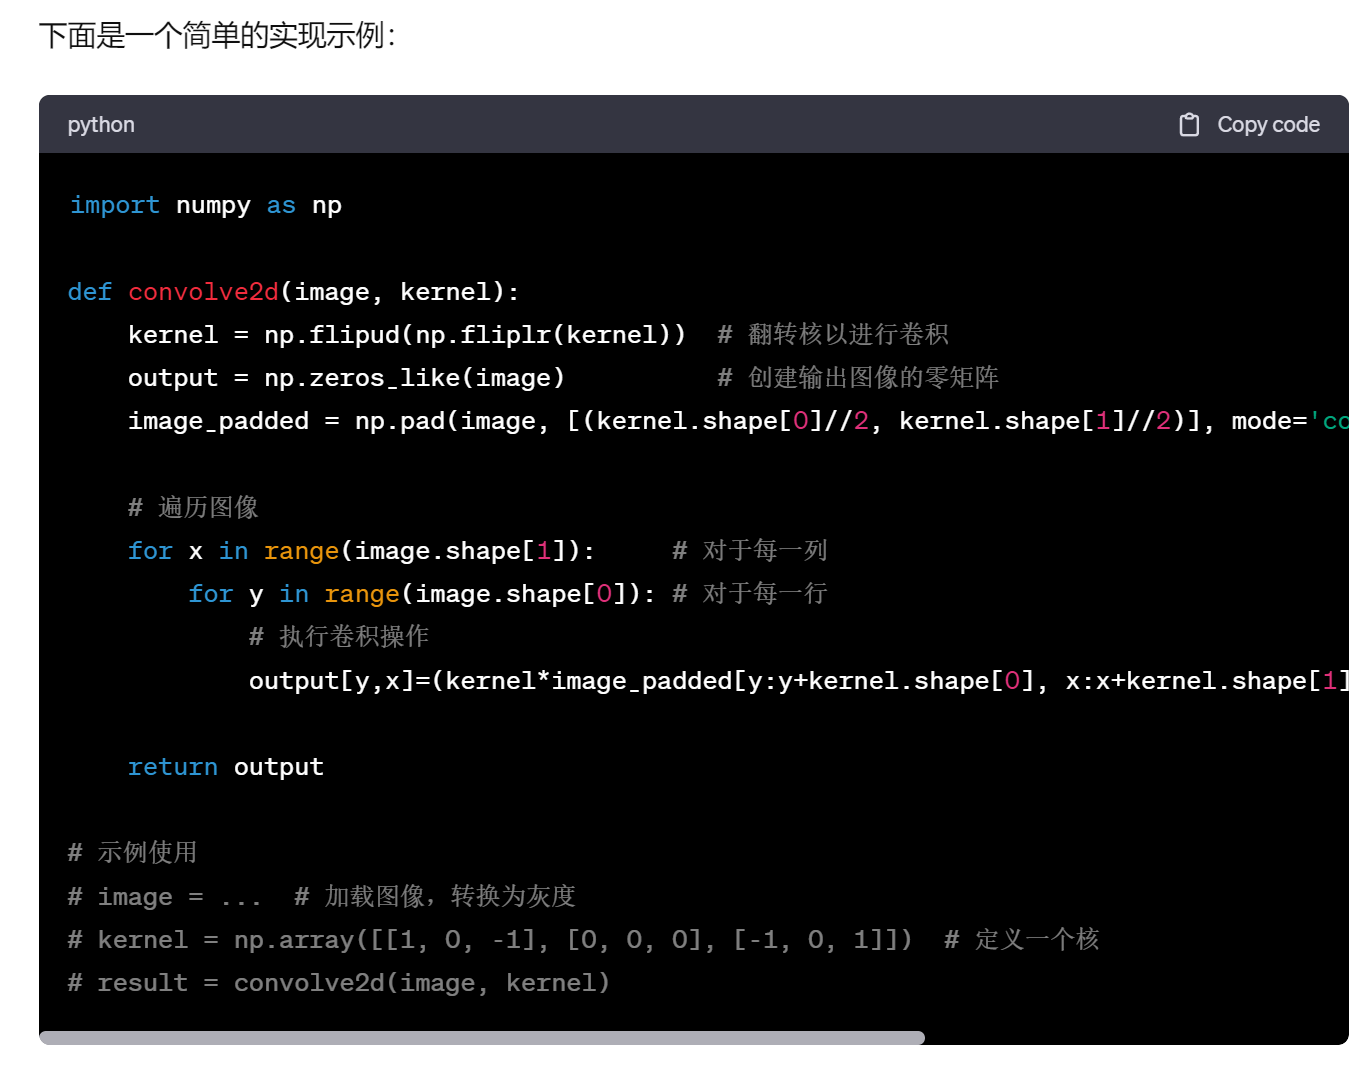 下面是一个简单的实现示例：
python
Copy code
import numpy as np
def convolve2d(image, kernel):
    kernel = np.flipud(np.fliplr(kernel))  # 翻转核以进行卷积
    output = np.zeros_like(image)          # 创建输出图像的零矩阵
    image_padded = np.pad(image, [(kernel.shape[0]//2, kernel.shape[1]//2)], mode='co
    # 遍历图像
    for x in range(image.shape[1]):     # 对于每一列
        for y in range(image.shape[0]): # 对于每一行
            # 执行卷积操作
            output[y,x]=(kernel*image_padded[y:y+kernel.shape[0], x:x+kernel.shape[1]
    return output
# 示例使用
# image = ...  # 加载图像，转换为灰度
# kernel = np.array([[1, 0, -1], [0, 0, 0], [-1, 0, 1]])  # 定义一个核
# result = convolve2d(image, kernel)